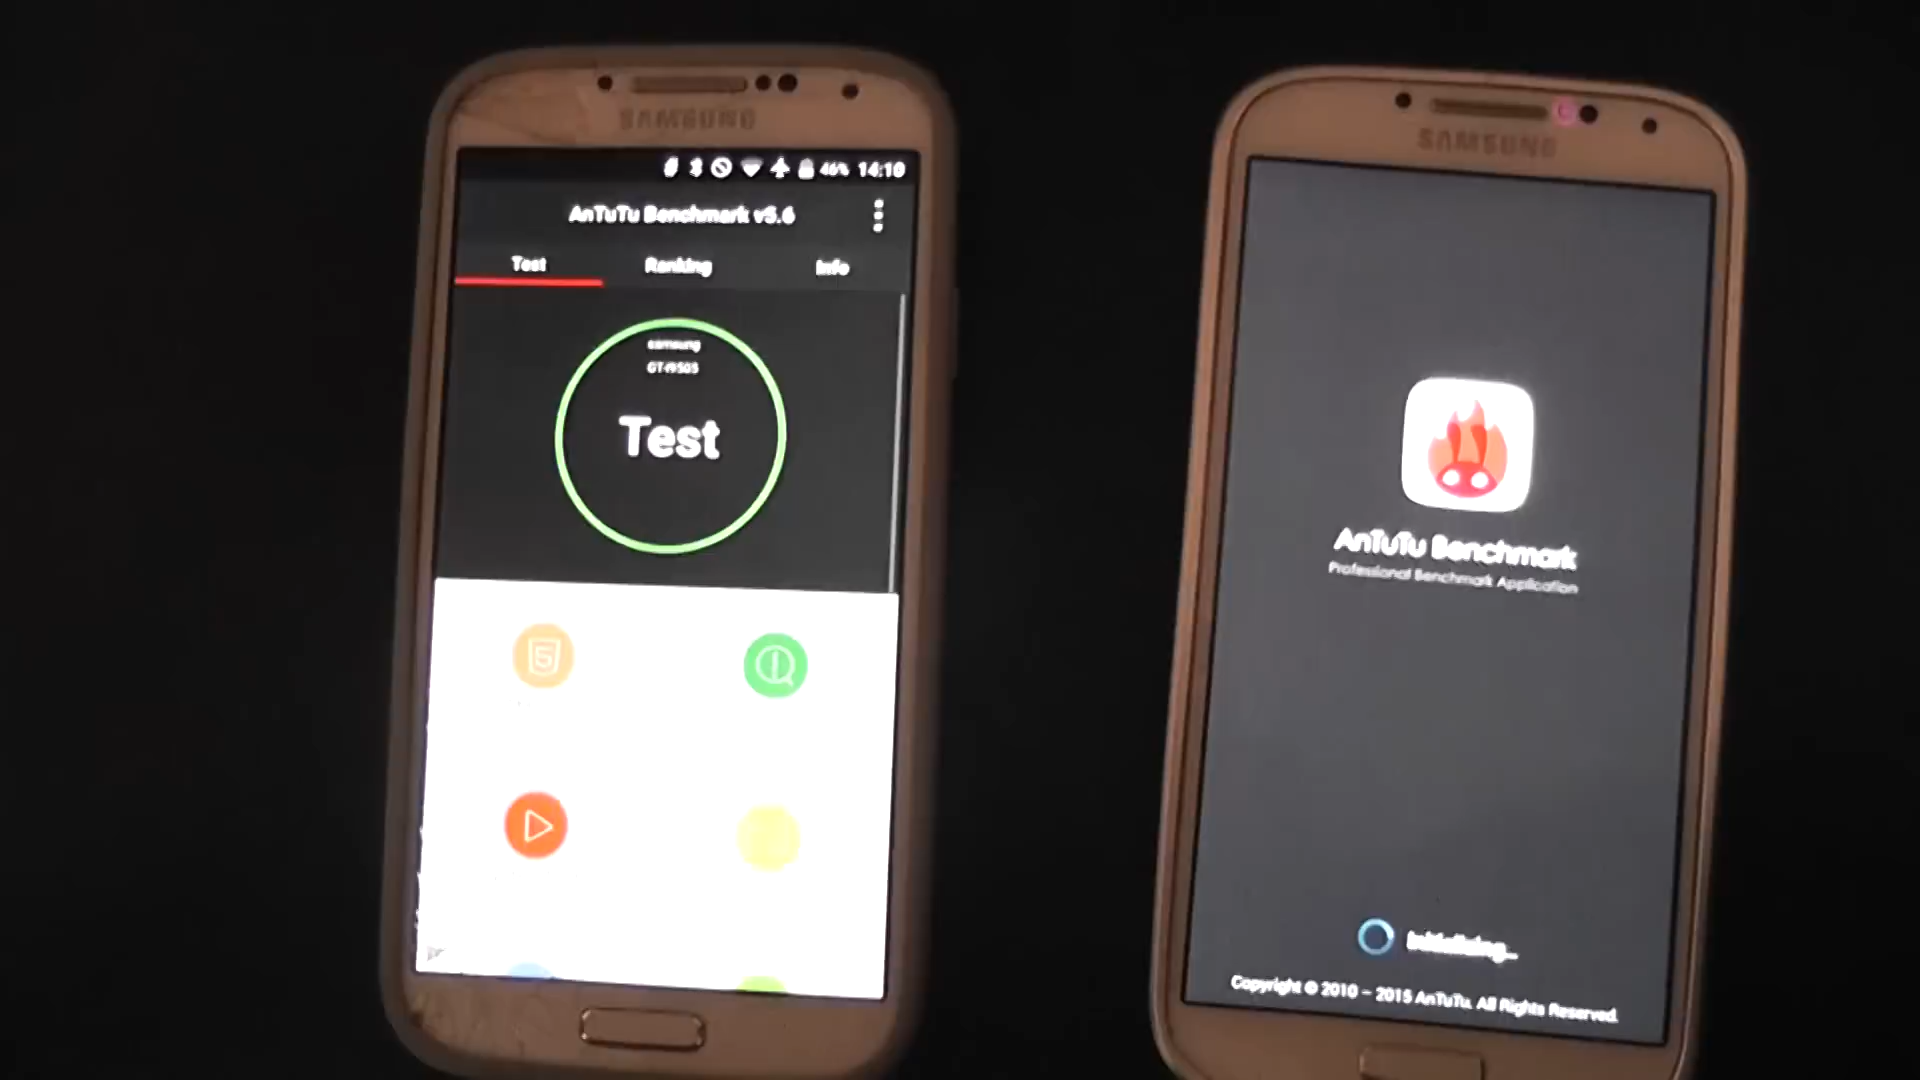 SAMSUNG
46% 14:10
AnTuTu Benchmark v5.6
Test
Ranking
Info
samsung
GT-I9505
Test
SAMSUNG
AnTuTu Benchmark
Professional Benchmark Application
Initializing...
Copyright © 2010 - 2015 AnTuTu. All Rights Reserved.